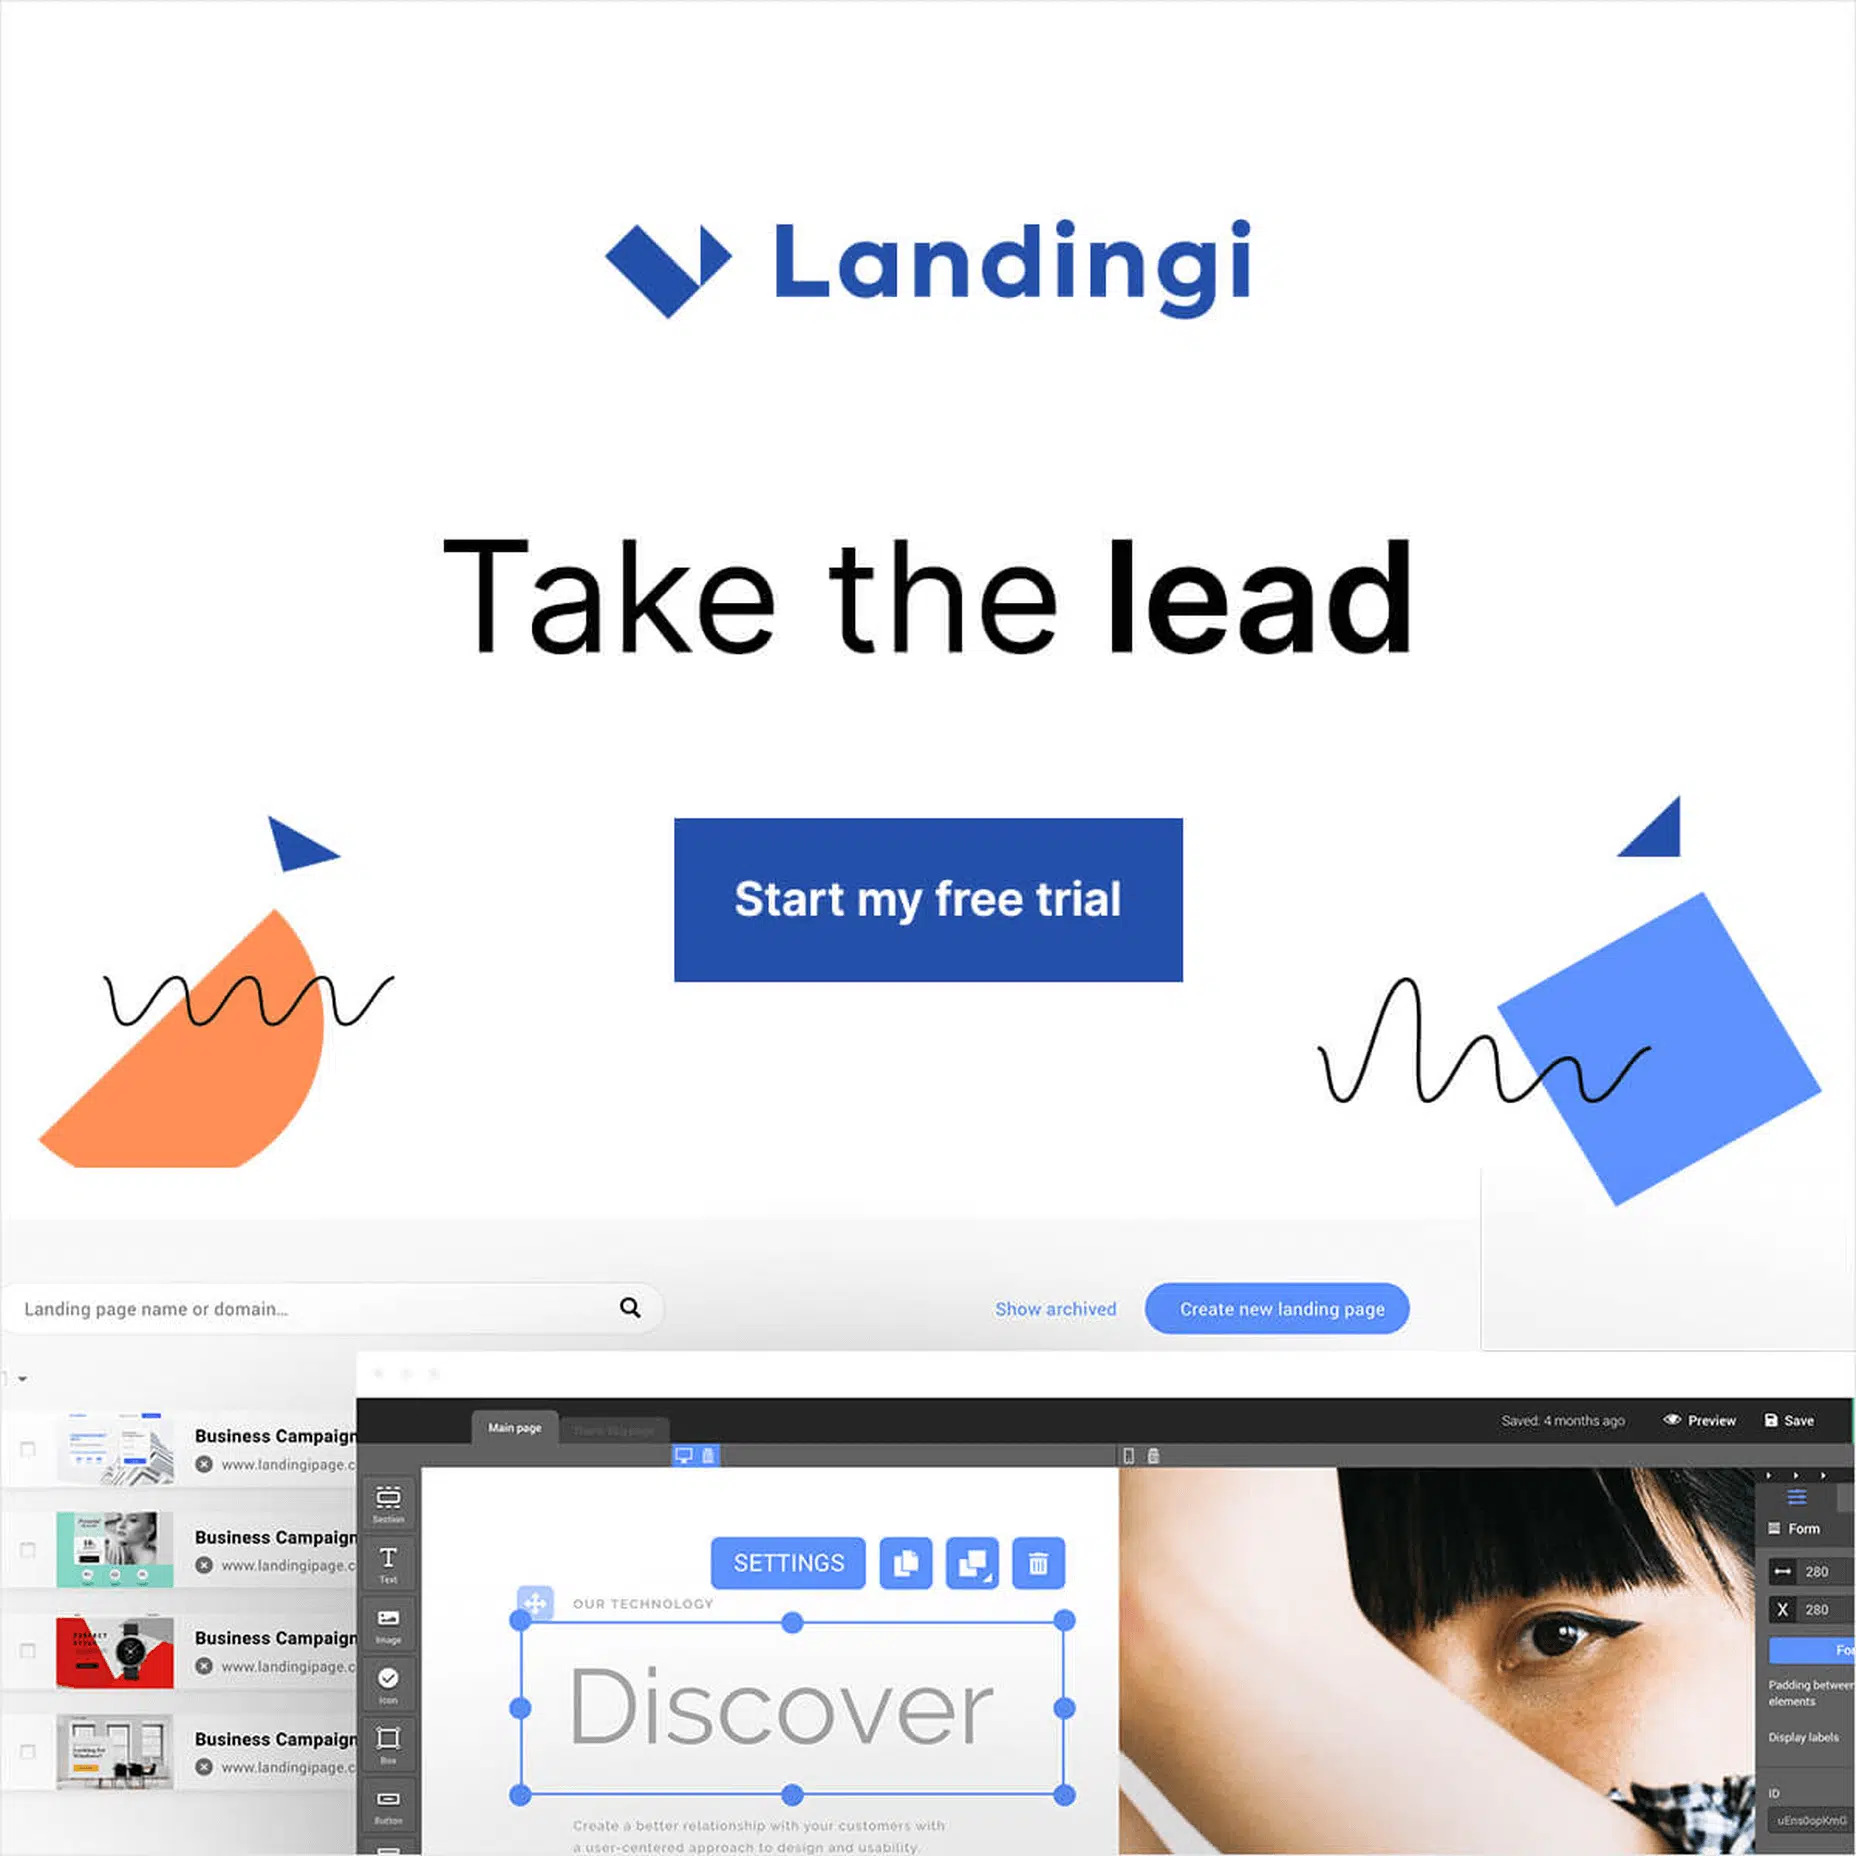 Landingi
Take the lead
Start my free trial
Landing page name or domain...
Show archived
Create new landing page
Saved: 4 months ago
Preview
Save
Main page
Business Campaign
www.landingipage.c
Business Campaign
www.landingipage.c
Business Campaign
www.landingipage.c
Business Campaign
www.landingipage.c
Section
Text
Image
Icon
Box
Button
SETTINGS
OUR TECHNOLOGY
Discover
Create a better relationship with your customers with
a user-centered approach to design and usability.
Form
280
X 280
For
Padding between
elements
Display labels
ID